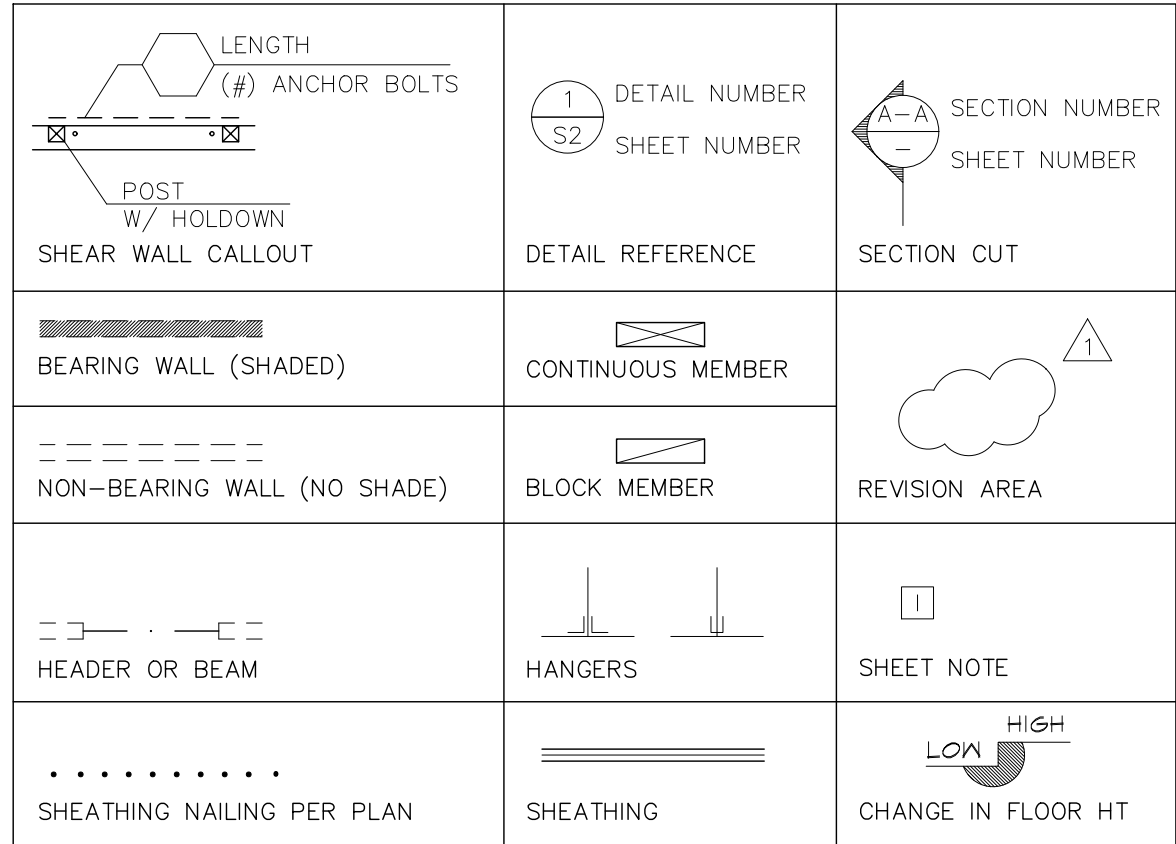 LENGTH
(#) ANCHOR BOLTS
POST
W/ HOLDOWN
SHEAR WALL CALLOUT
1
S2
DETAIL NUMBER
SHEET NUMBER
DETAIL REFERENCE
A-A
-
SECTION NUMBER
SHEET NUMBER
SECTION CUT
BEARING WALL (SHADED)
CONTINUOUS MEMBER
1
REVISION AREA
NON-BEARING WALL (NO SHADE)
BLOCK MEMBER
HEADER OR BEAM
HANGERS
1
SHEET NOTE
SHEATHING NAILING PER PLAN
SHEATHING
HIGH
LOW
CHANGE IN FLOOR HT